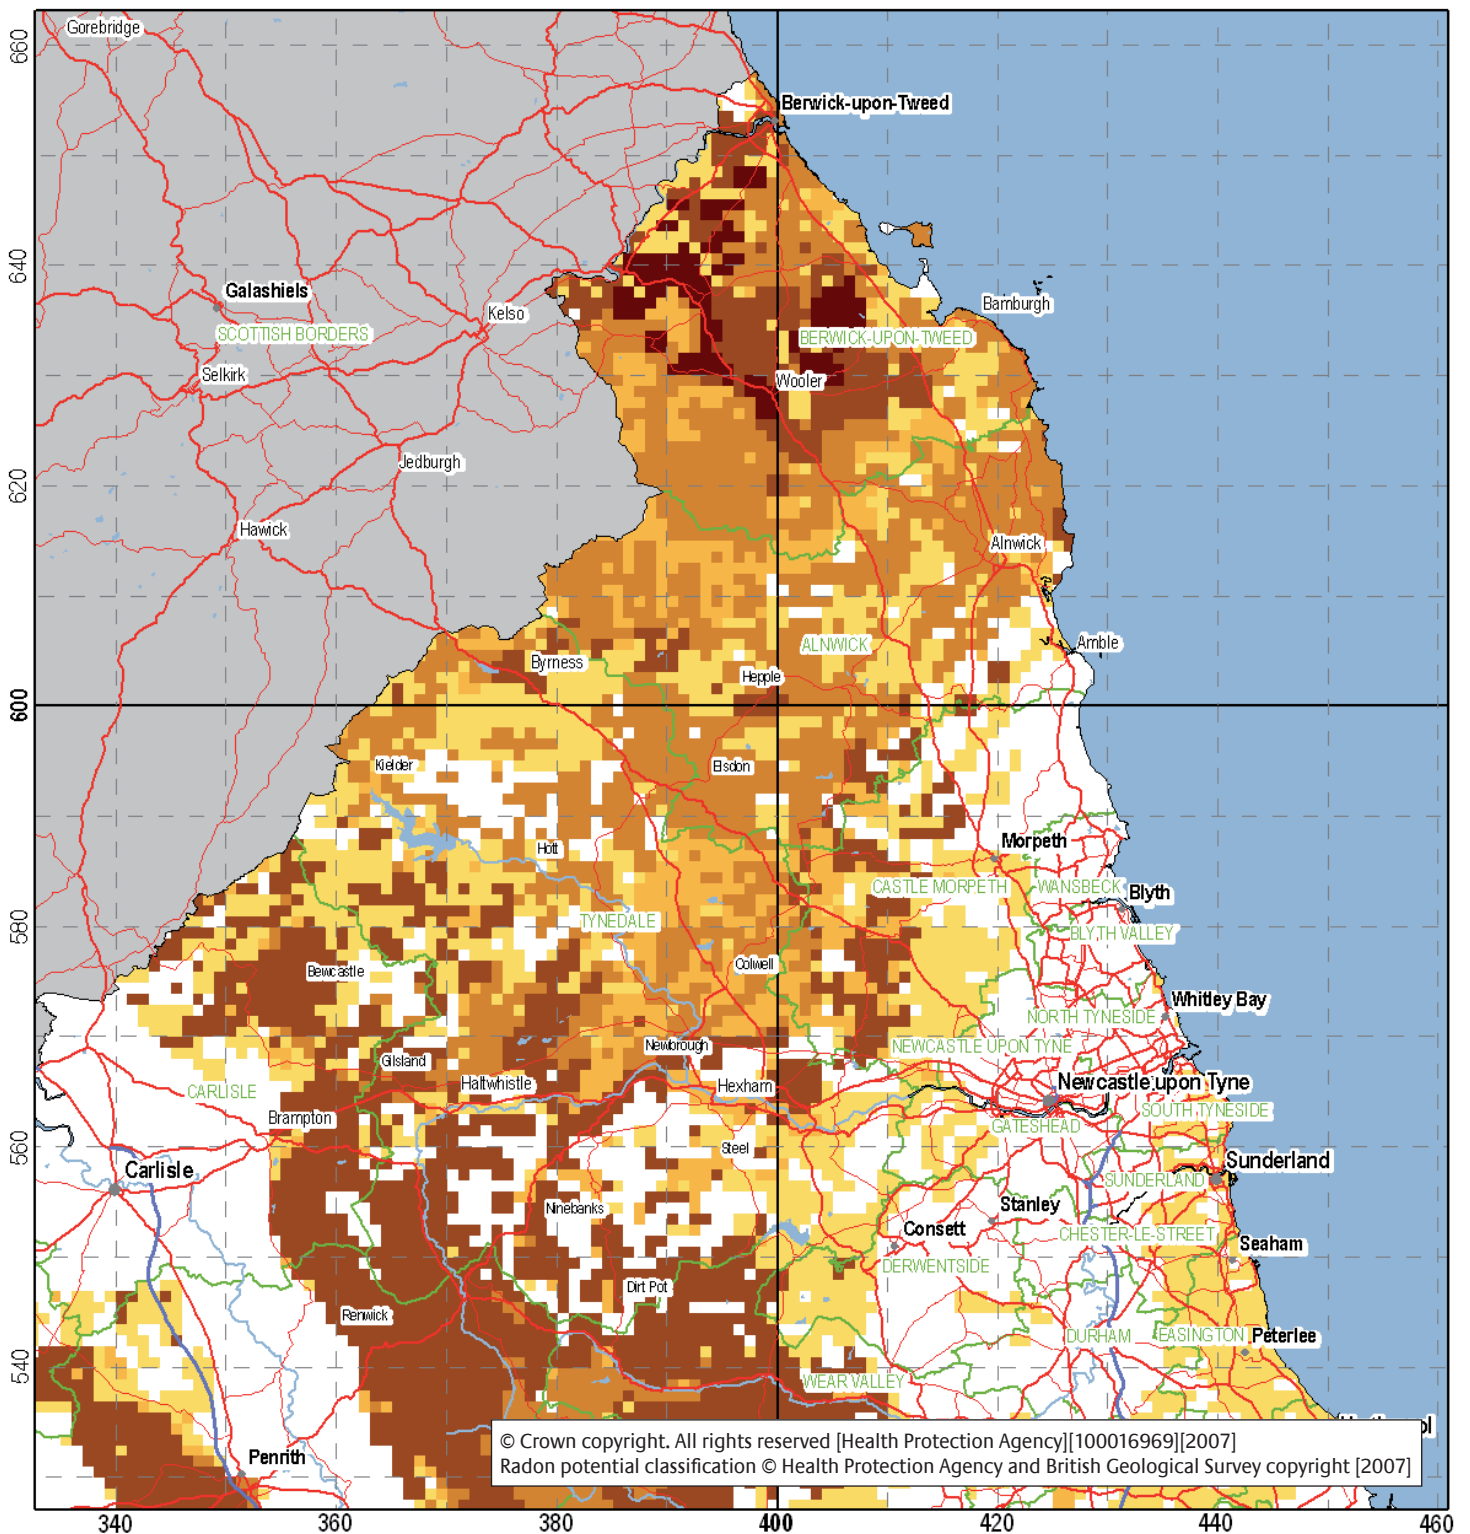 Gorebridge
660
Berwick-upon-Tweed
640
Galashiels
Bamburgh
Kelso
SCOTTISH BORDERS
BERWICK-UPON-TWEED
Selkirk
Wooler
Jedburgh
620
Hawick
Alnwick
ALNWICK
Amble
Byrness
Hepple
600
Kielder
Elsdon
Morpeth
Hott
CASTLE MORPETH
WANSBECK
Blyth
580
TYNEDALE
BLYTH VALLEY
Bewcastle
Colwell
Whitley Bay
NORTH TYNESIDE
Newbrough
NEWCASTLE UPON TYNE
Gilsland
Haltwhistle
Hexham
Newcastle upon Tyne
CARLISLE
SOUTH TYNESIDE
Brampton
GATESHEAD
560
Steel
Carlisle
Sunderland
SUNDERLAND
Ninebanks
Stanley
Consett
CHESTER-LE-STREET
Seaham
DERWENTSIDE
Dirt Pot
Renwick
DURHAM
EASINGTON
Peterlee
540
WEAR VALLEY
Penrith
© Crown copyright. All rights reserved [Health Protection Agency][100016969][2007]
Radon potential classification © Health Protection Agency and British Geological Survey copyright [2007]
340 360 380 400 420 440 460